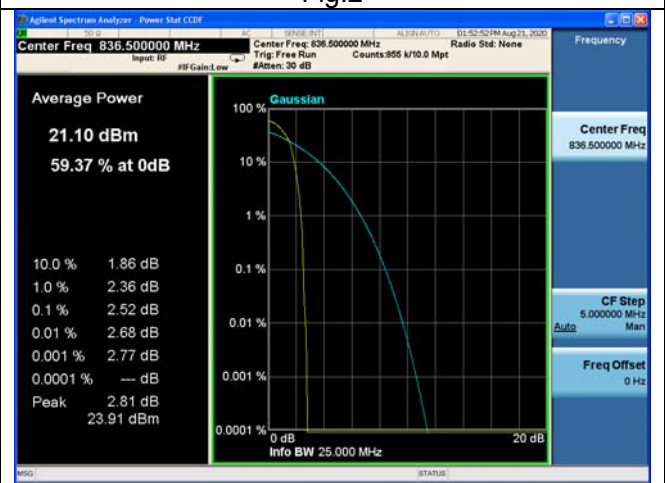 Fig.2
Agilent Spectrum Analyzer - Power Stat CCDF
50 Ω AC SENSE:INT ALIGN AUTO 01:52:52 PM Aug 21, 2020
Center Freq 836.500000 MHz
Input: RF
#IFGain:Low
Center Freq: 836.500000 MHz
Trig: Free Run Counts:855 k/10.0 Mpt
#Atten: 30 dB
Radio Std: None
Frequency
Average Power
21.10 dBm
59.37 % at 0dB
10.0 % 1.86 dB
1.0 % 2.36 dB
0.1 % 2.52 dB
0.01 % 2.68 dB
0.001 % 2.77 dB
0.0001 % --- dB
Peak 2.81 dB
23.91 dBm
Gaussian
100 %
10 %
1 %
0.1 %
0.01 %
0.001 %
0.0001 %
0 dB 20 dB
Info BW 25.000 MHz
Center Freq
836.500000 MHz
CF Step
5.000000 MHz
Auto Man
Freq Offset
0 Hz
MSG STATUS